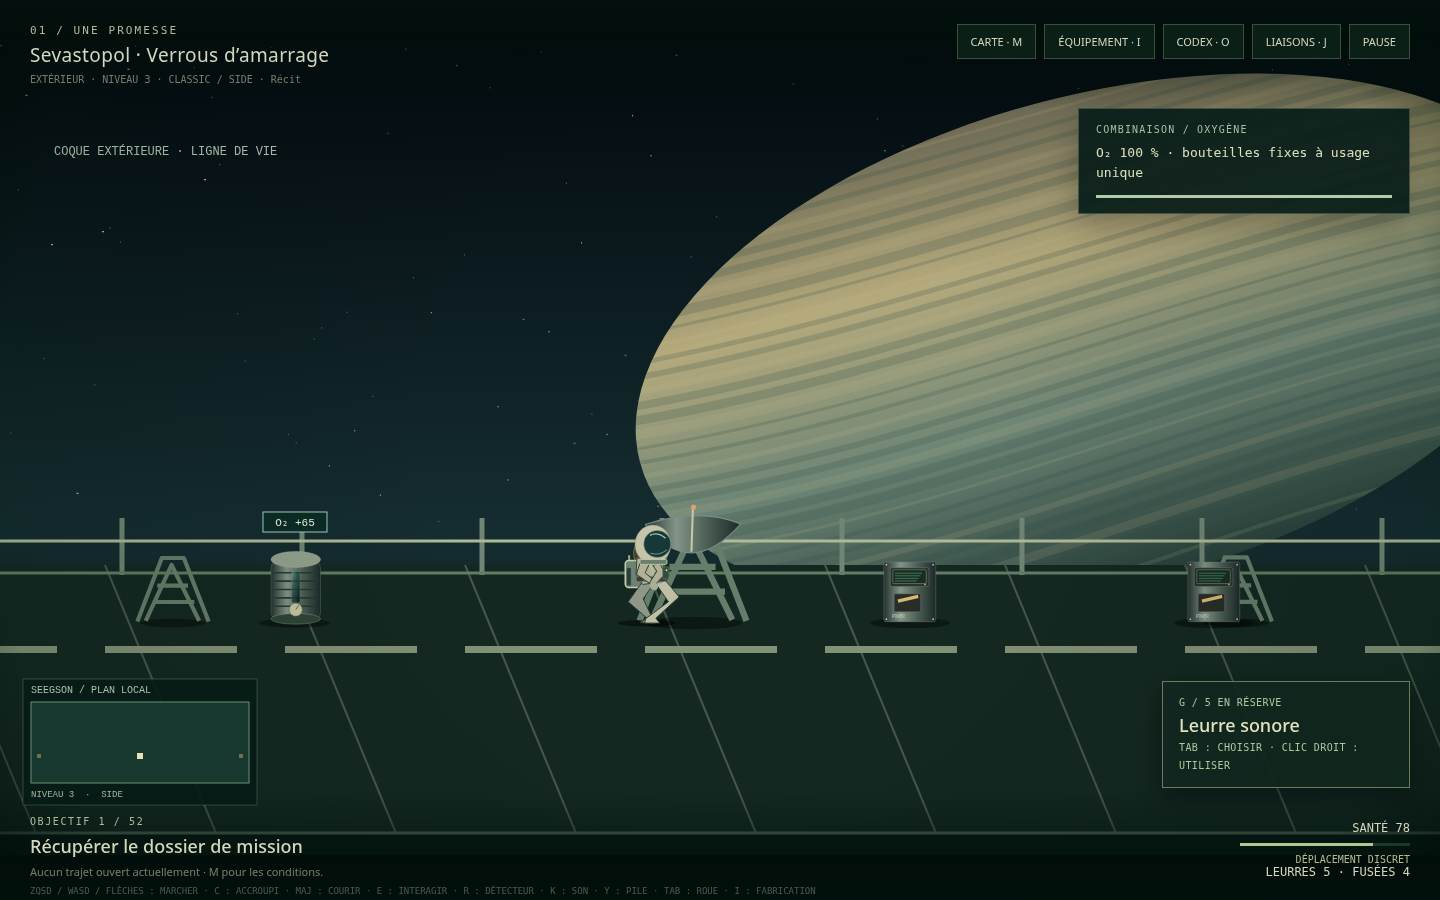 01 / UNE PROMESSE
Sevastopol · Verrous d’amarrage
EXTÉRIEUR · NIVEAU 3 · CLASSIC / SIDE · Récit
CARTE · M
ÉQUIPEMENT · I
CODEX · O
LIAISONS · J
PAUSE
COMBINAISON / OXYGÈNE
O₂ 100 % · bouteilles fixes à usage
unique
COQUE EXTÉRIEURE · LIGNE DE VIE
O₂ +65
SEEGSON / PLAN LOCAL
NIVEAU 3 · SIDE
G / 5 EN RÉSERVE
Leurre sonore
TAB : CHOISIR · CLIC DROIT :
UTILISER
OBJECTIF 1 / 52
Récupérer le dossier de mission
Aucun trajet ouvert actuellement · M pour les conditions.
ZQSD / WASD / FLÈCHES : MARCHER · C : ACCROUPI · MAJ : COURIR · E : INTERAGIR · R : DÉTECTEUR · K : SON · Y : PILE · TAB : ROUE · I : FABRICATION
SANTÉ 78
DÉPLACEMENT DISCRET
LEURRES 5 · FUSÉES 4